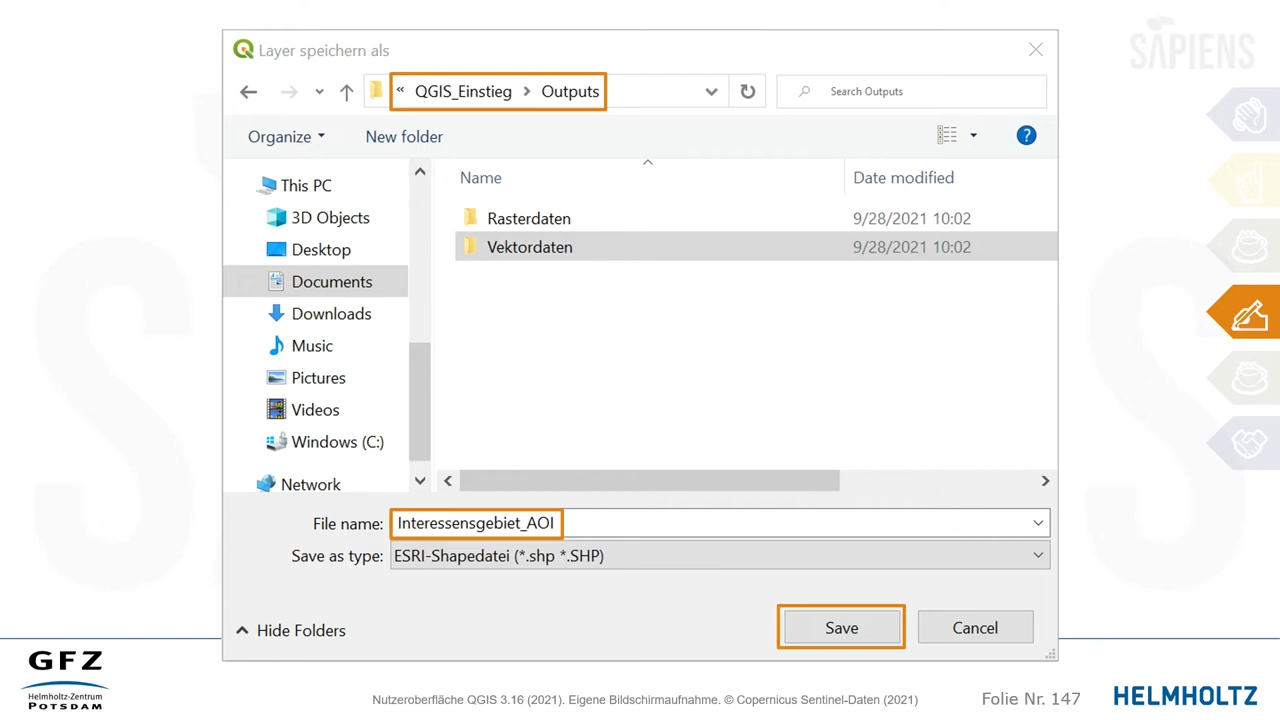 SAPIENS
Layer speichern als
« QGIS_Einstieg > Outputs
Search Outputs
Organize
New folder
?
Name
Date modified
This PC
3D Objects
Desktop
Documents
Downloads
Music
Pictures
Videos
Windows (C:)
Network
Rasterdaten 9/28/2021 10:02
Vektordaten 9/28/2021 10:02
File name: Interessensgebiet_AOI
Save as type: ESRI-Shapedatei (*.shp *.SHP)
Hide Folders
Save
Cancel
GFZ
Helmholtz-Zentrum
POTSDAM
Nutzeroberfläche QGIS 3.16 (2021). Eigene Bildschirmaufnahme. © Copernicus Sentinel-Daten (2021)
Folie Nr. 147
HELMHOLTZ